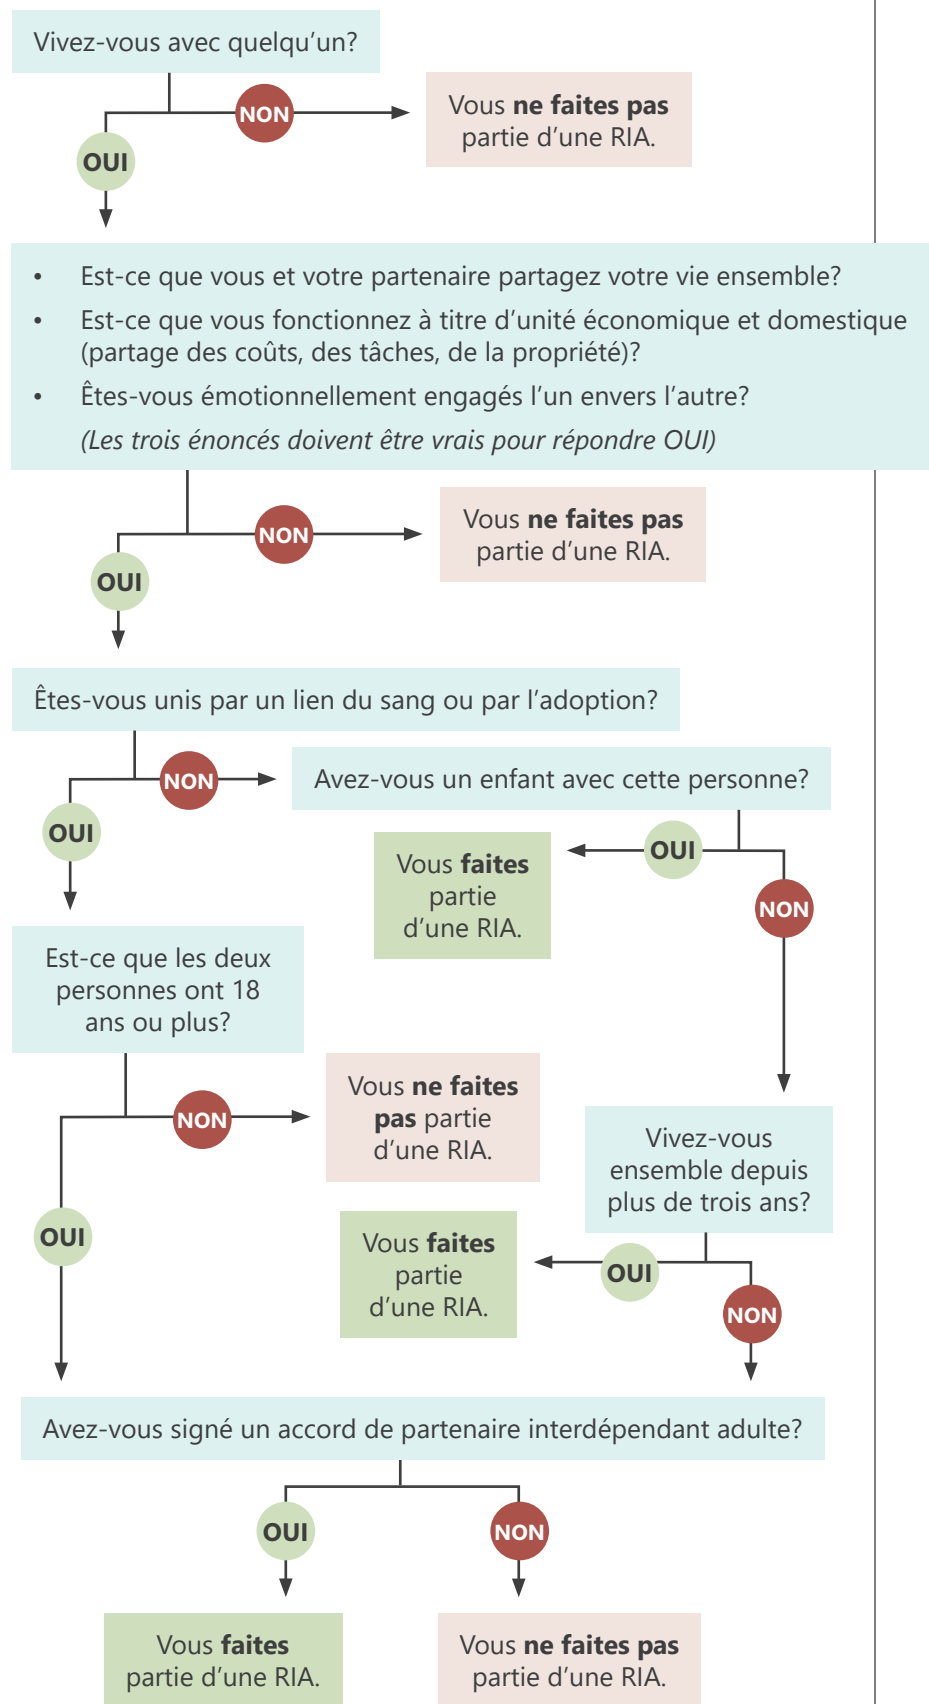 Vivez-vous avec quelqu’un?
NON
Vous ne faites pas
partie d’une RIA.
OUI
• Est-ce que vous et votre partenaire partagez votre vie ensemble?
• Est-ce que vous fonctionnez à titre d’unité économique et domestique
(partage des coûts, des tâches, de la propriété)?
• Êtes-vous émotionnellement engagés l’un envers l’autre?
(Les trois énoncés doivent être vrais pour répondre OUI)
NON
Vous ne faites pas
partie d’une RIA.
OUI
Êtes-vous unis par un lien du sang ou par l’adoption?
NON
Avez-vous un enfant avec cette personne?
OUI
OUI
Vous faites
partie
d’une RIA.
NON
Est-ce que les deux
personnes ont 18
ans ou plus?
NON
Vous ne faites
pas partie
d’une RIA.
Vivez-vous
ensemble depuis
plus de trois ans?
OUI
Vous faites
partie
d’une RIA.
OUI
NON
Avez-vous signé un accord de partenaire interdépendant adulte?
OUI
NON
Vous faites
partie d’une RIA.
Vous ne faites pas
partie d’une RIA.